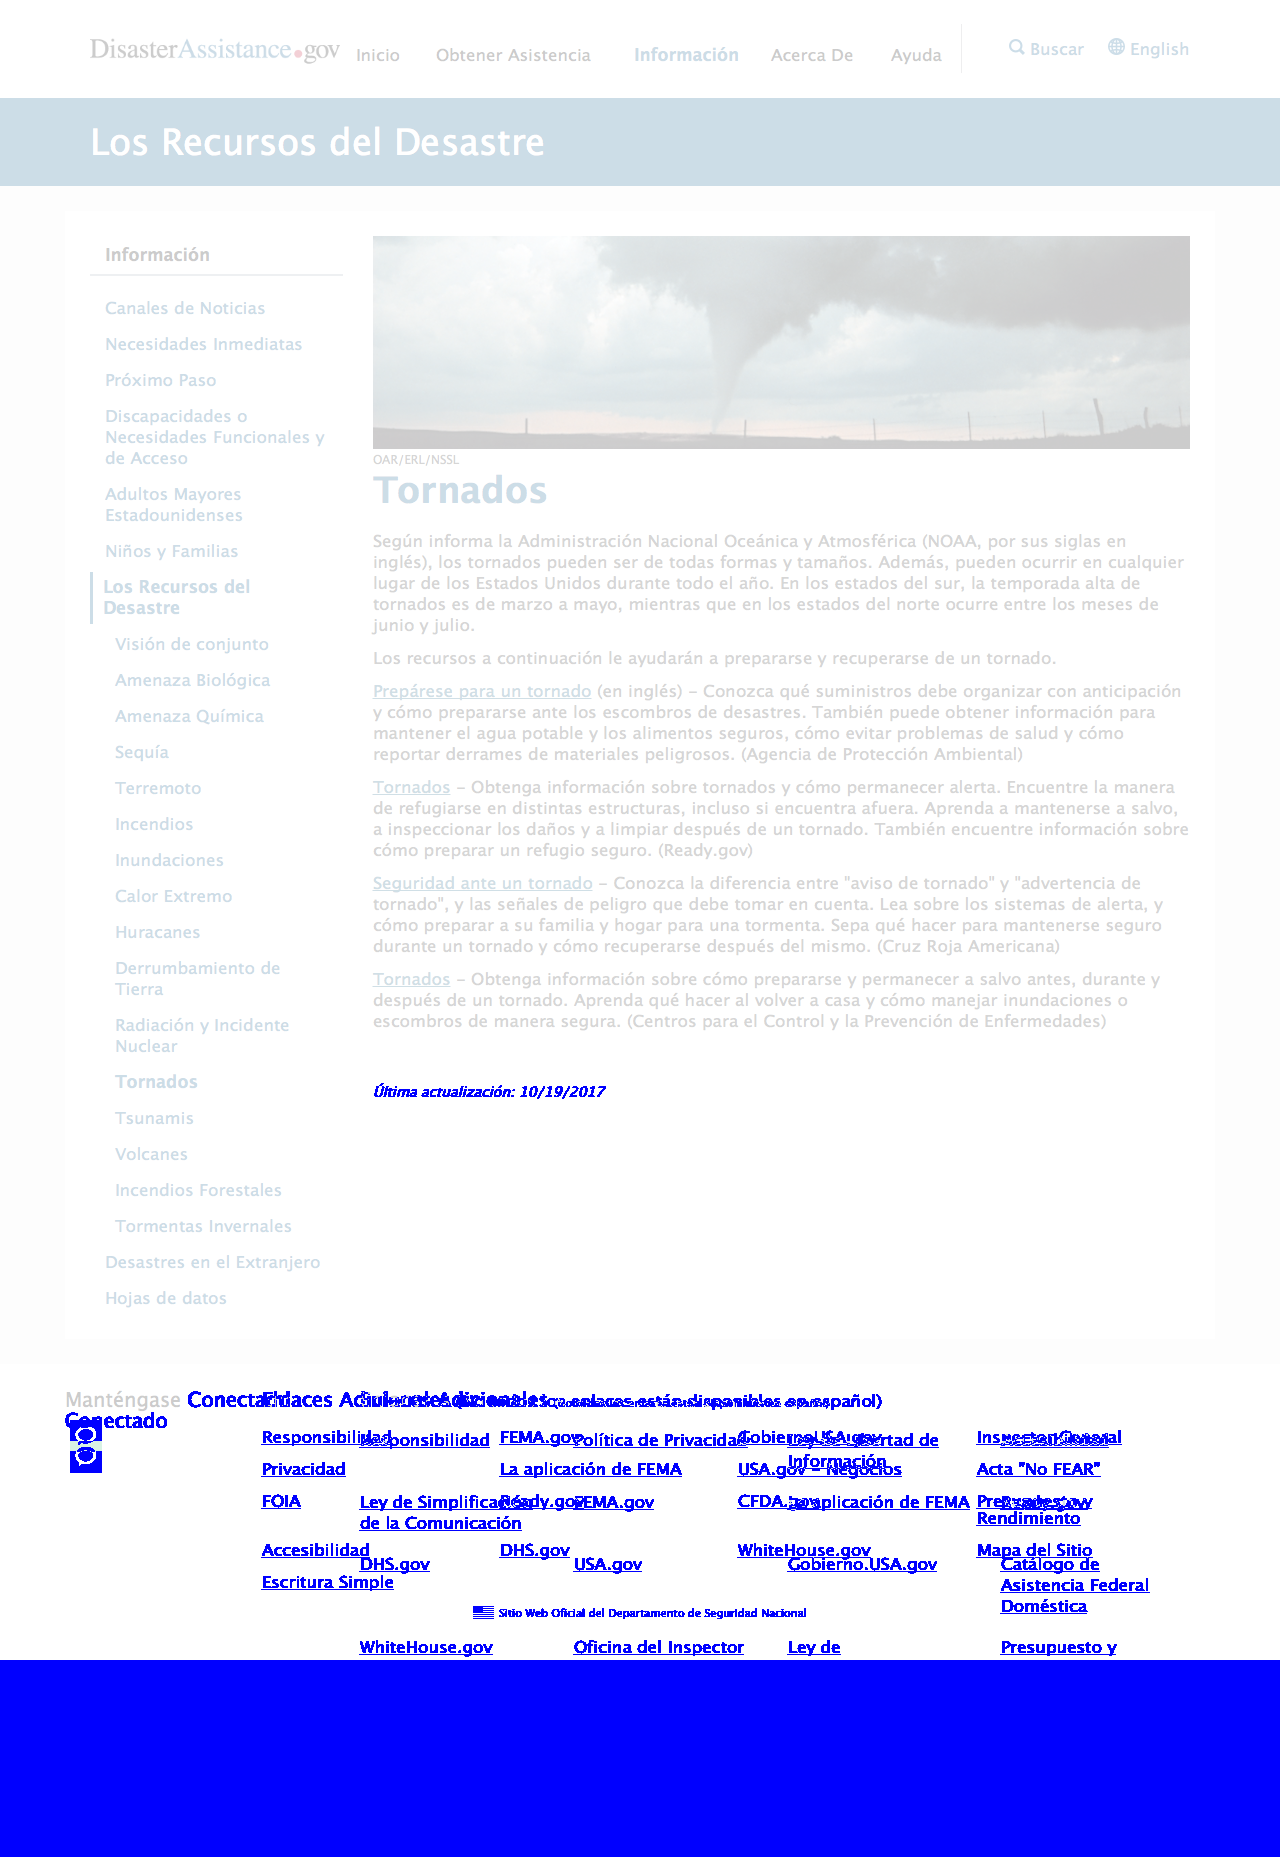 DisasterAssistance.gov
Inicio Obtener Asistencia Información Acerca De Ayuda Buscar English
Los Recursos del Desastre
Información
Canales de Noticias
Necesidades Inmediatas
Próximo Paso
Discapacidades o
Necesidades Funcionales y
de Acceso
Adultos Mayores
Estadounidenses
Niños y Familias
Los Recursos del
Desastre
Visión de conjunto
Amenaza Biológica
Amenaza Química
Sequía
Terremoto
Incendios
Inundaciones
Calor Extremo
Huracanes
Derrumbamiento de
Tierra
Radiación y Incidente
Nuclear
Tornados
Tsunamis
Volcanes
Incendios Forestales
Tormentas Invernales
Desastres en el Extranjero
Hojas de datos
OAR/ERL/NSSL
Tornados
Según informa la Administración Nacional Oceánica y Atmosférica (NOAA, por sus siglas en
inglés), los tornados pueden ser de todas formas y tamaños. Además, pueden ocurrir en cualquier
lugar de los Estados Unidos durante todo el año. En los estados del sur, la temporada alta de
tornados es de marzo a mayo, mientras que en los estados del norte ocurre entre los meses de
junio y julio.
Los recursos a continuación le ayudarán a prepararse y recuperarse de un tornado.
Prepárese para un tornado (en inglés) – Conozca qué suministros debe organizar con anticipación
y cómo prepararse ante los escombros de desastres. También puede obtener información para
mantener el agua potable y los alimentos seguros, cómo evitar problemas de salud y cómo
reportar derrames de materiales peligrosos. (Agencia de Protección Ambiental)
Tornados – Obtenga información sobre tornados y cómo permanecer alerta. Encuentre la manera
de refugiarse en distintas estructuras, incluso si encuentra afuera. Aprenda a mantenerse a salvo,
a inspeccionar los daños y a limpiar después de un tornado. También encuentre información sobre
cómo preparar un refugio seguro. (Ready.gov)
Seguridad ante un tornado – Conozca la diferencia entre "aviso de tornado" y "advertencia de
tornado", y las señales de peligro que debe tomar en cuenta. Lea sobre los sistemas de alerta, y
cómo preparar a su familia y hogar para una tormenta. Sepa qué hacer para mantenerse seguro
durante un tornado y cómo recuperarse después del mismo. (Cruz Roja Americana)
Tornados – Obtenga información sobre cómo prepararse y permanecer a salvo antes, durante y
después de un tornado. Aprenda qué hacer al volver a casa y cómo manejar inundaciones o
escombros de manera segura. (Centros para el Control y la Prevención de Enfermedades)
Última actualización: 10/19/2017
Manténgase
Conectado
enlaces están disponibles en español)
Responsibilidad FEMA.gov Gobierno.USA.gov Inspector General
Responsibilidad Política de Privacidad Ley de Libertad de
Información
Privacidad La aplicación de FEMA USA.gov – Negocios Acta "No FEAR"
FOIA Ready.gov CFDA.gov Presupuesto y
Rendimiento
Ley de Simplificación FEMA.gov La aplicación de FEMA Ready.Gov
de la Comunicación
Accesibilidad DHS.gov WhiteHouse.gov Mapa del Sitio
DHS.gov USA.gov Gobierno.USA.gov Catálogo de
Asistencia Federal
Doméstica
Escritura Simple
Sitio Web Oficial del Departamento de Seguridad Nacional
WhiteHouse.gov Oficina del Inspector Ley de Presupuesto y